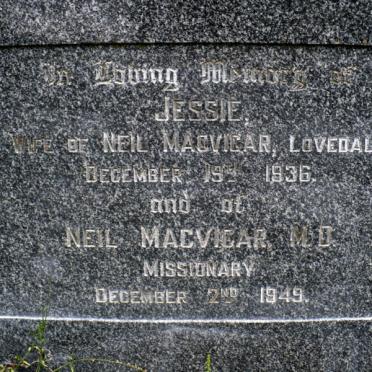 In Loving Memory of
JESSIE,
WIFE OF NEIL MACVICAR, LOVEDAL
DECEMBER 19TH 1936.
and of
NEIL MACVICAR, M.D
MISSIONARY
DECEMBER 2ND 1949.